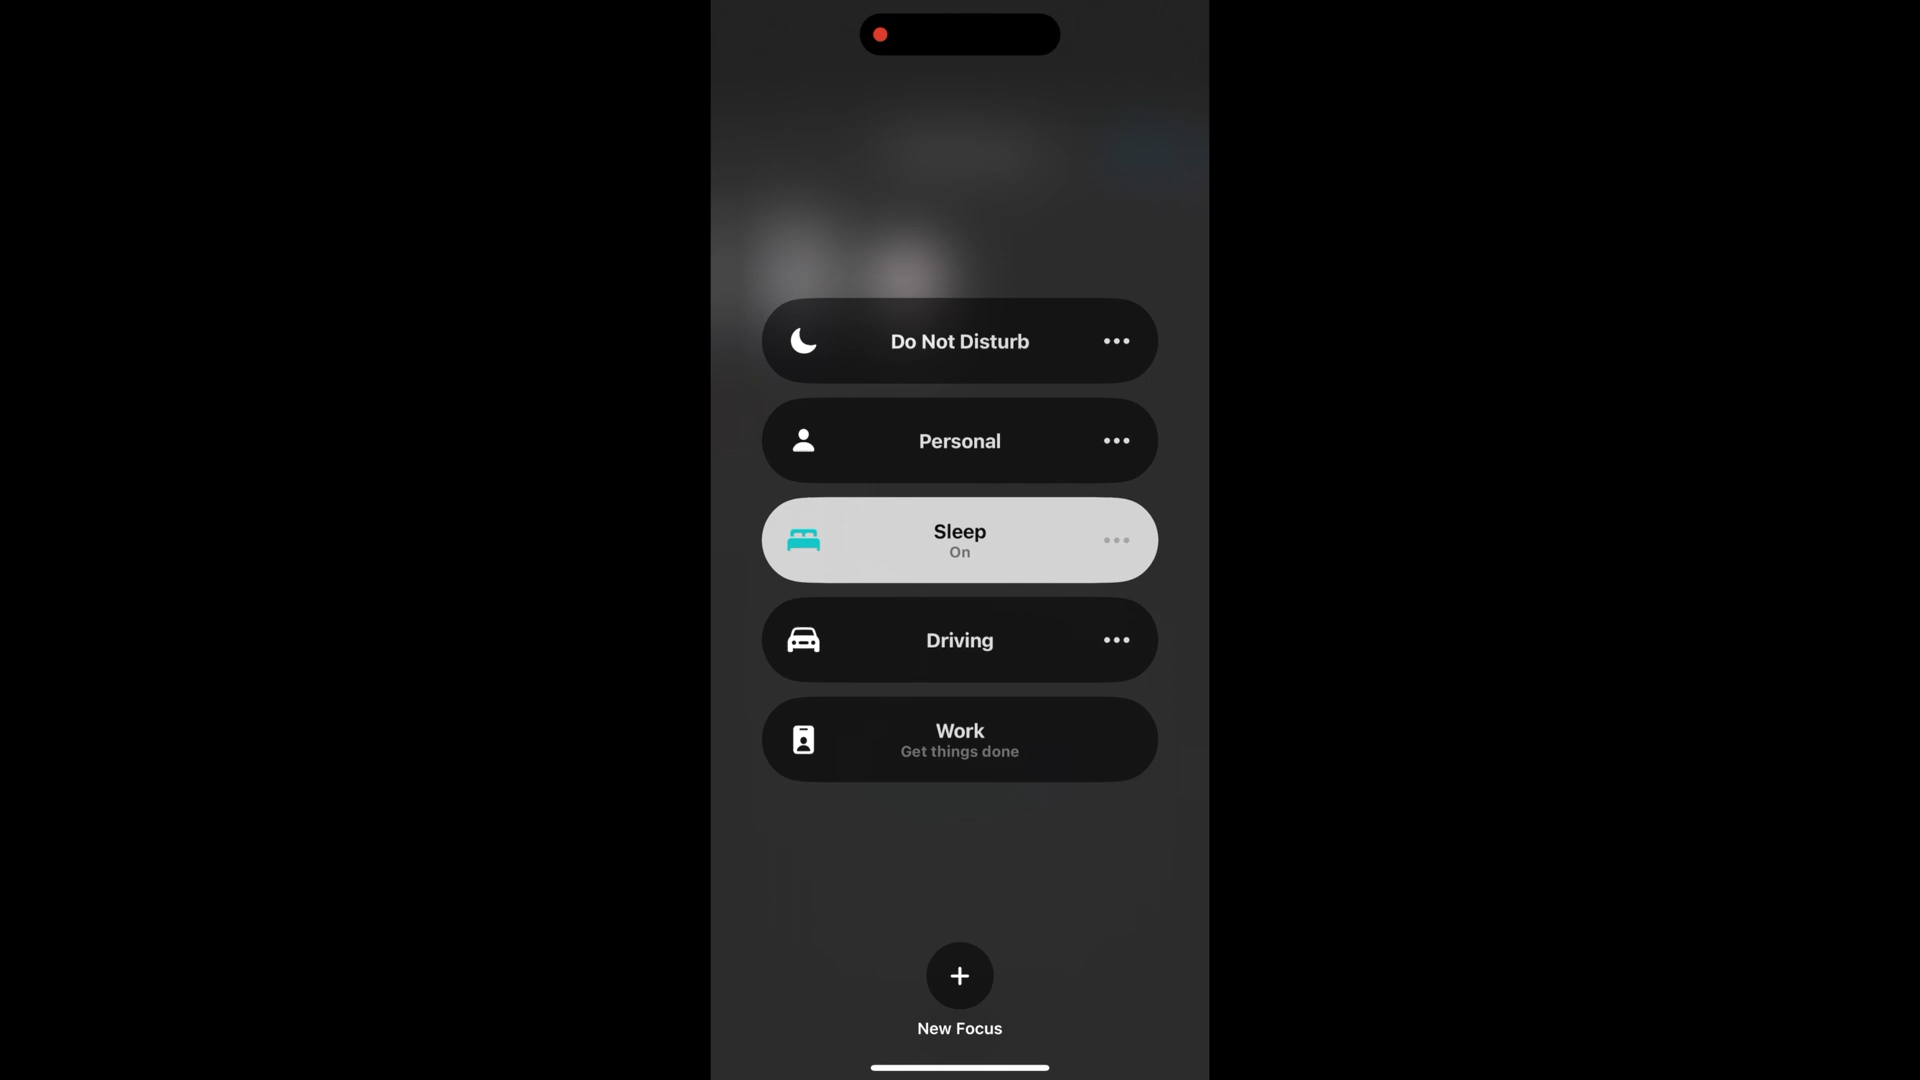 Do Not Disturb
Personal
Sleep
On
Driving
Work
Get things done
New Focus